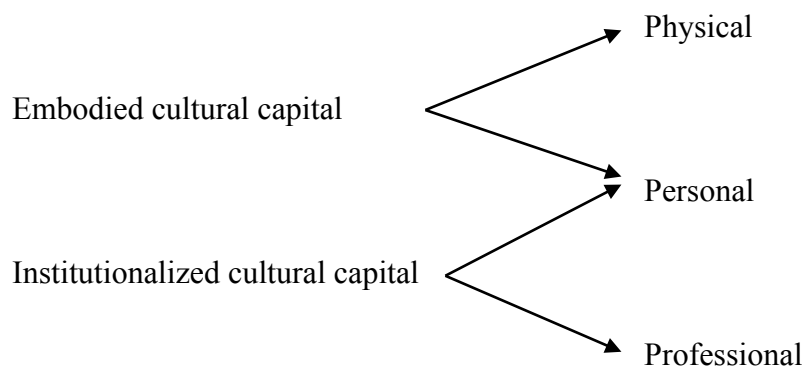 Physical
Embodied cultural capital
Personal
Institutionalized cultural capital
Professional